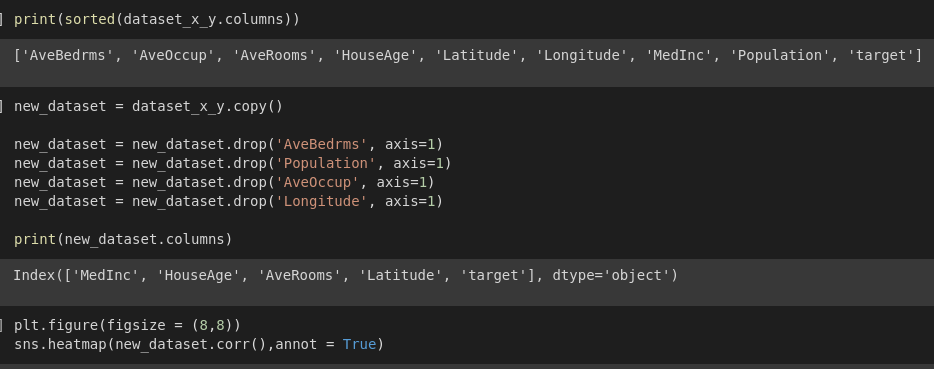 ] print(sorted(dataset_x_y.columns))
['AveBedrms', 'AveOccup', 'AveRooms', 'HouseAge', 'Latitude', 'Longitude', 'MedInc', 'Population', 'target']
] new_dataset = dataset_x_y.copy()
new_dataset = new_dataset.drop('AveBedrms', axis=1)
new_dataset = new_dataset.drop('Population', axis=1)
new_dataset = new_dataset.drop('AveOccup', axis=1)
new_dataset = new_dataset.drop('Longitude', axis=1)
print(new_dataset.columns)
Index(['MedInc', 'HouseAge', 'AveRooms', 'Latitude', 'target'], dtype='object')
] plt.figure(figsize = (8,8))
sns.heatmap(new_dataset.corr(),annot = True)